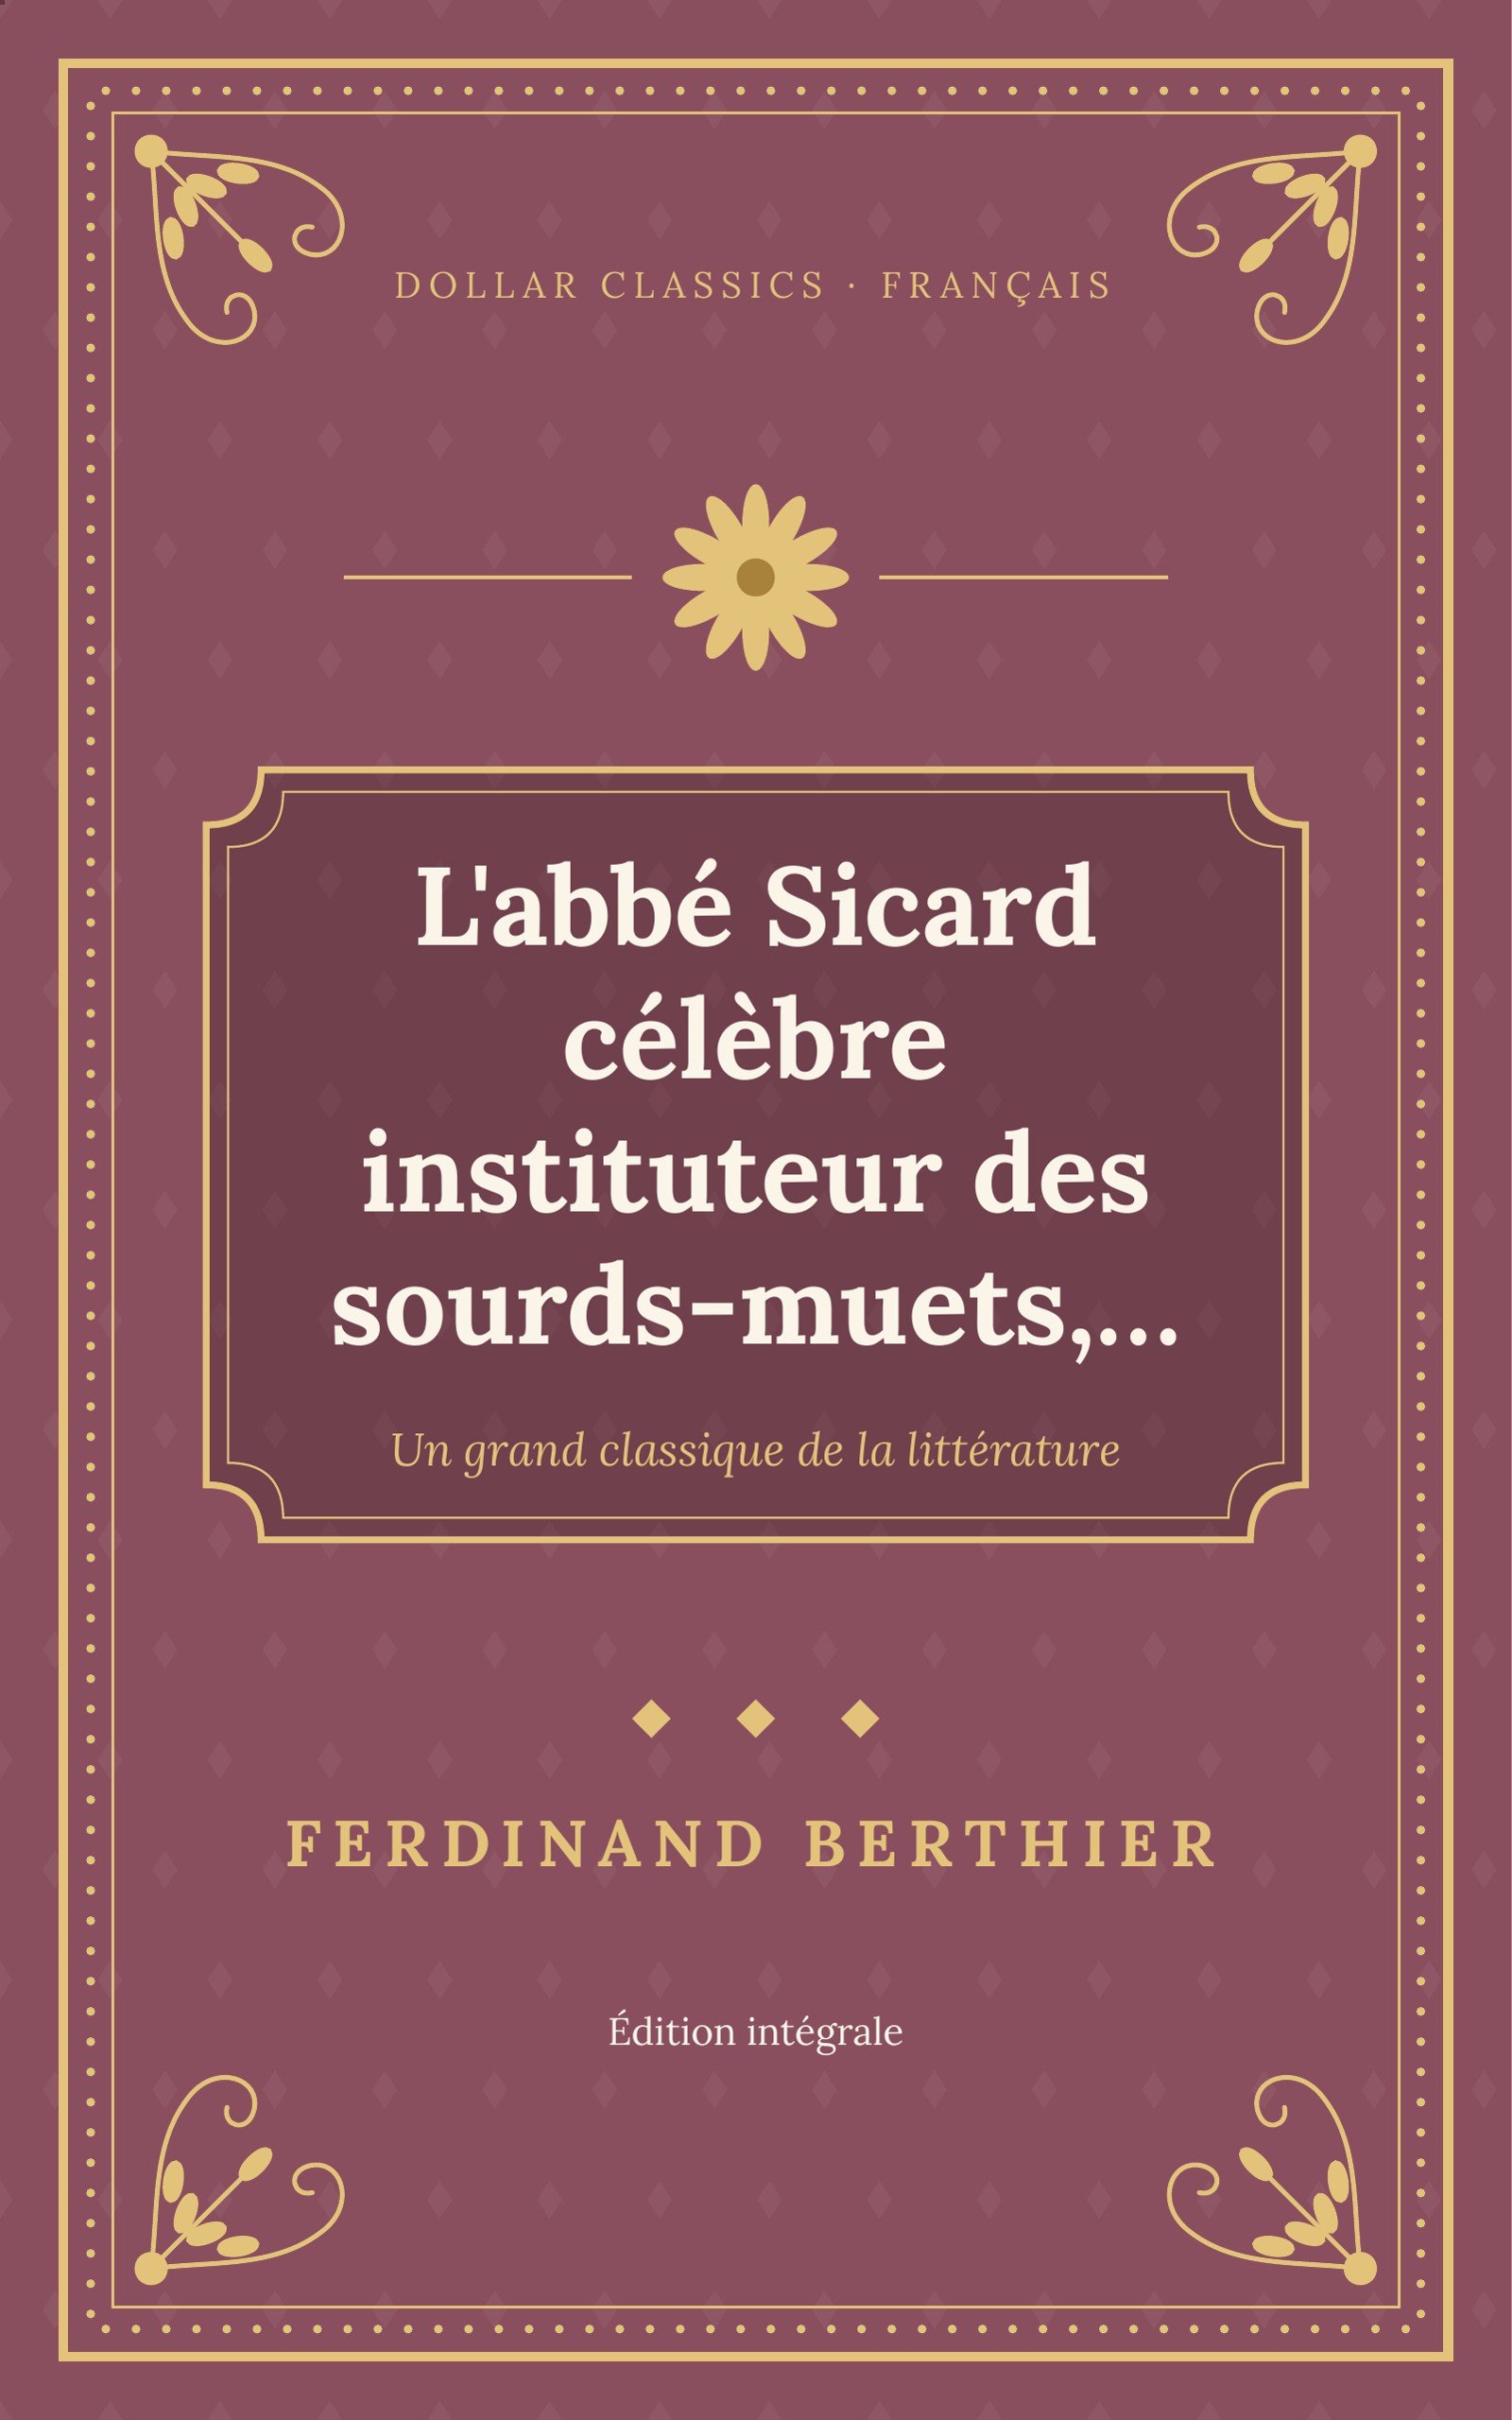 DOLLAR CLASSICS · FRANÇAIS
L'abbé Sicard
célèbre
instituteur des
sourds-muets,...
Un grand classique de la littérature
FERDINAND BERTHIER
Édition intégrale